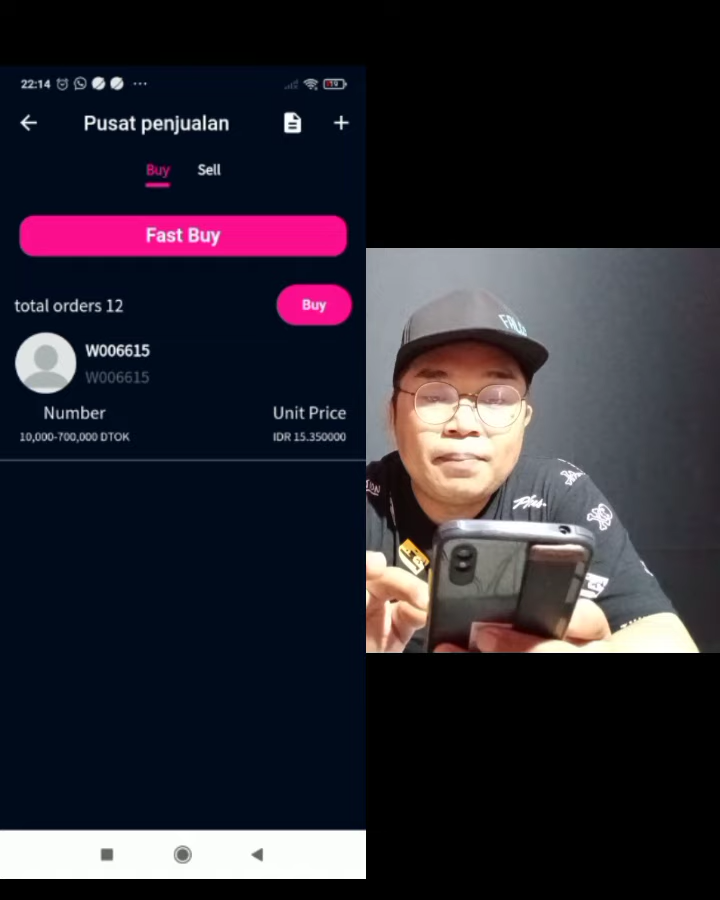 22:14
Pusat penjualan
Buy Sell
Fast Buy
total orders 12
Buy
W006615
W006615
Number Unit Price
10,000-700,000 DTOK IDR 15.350000